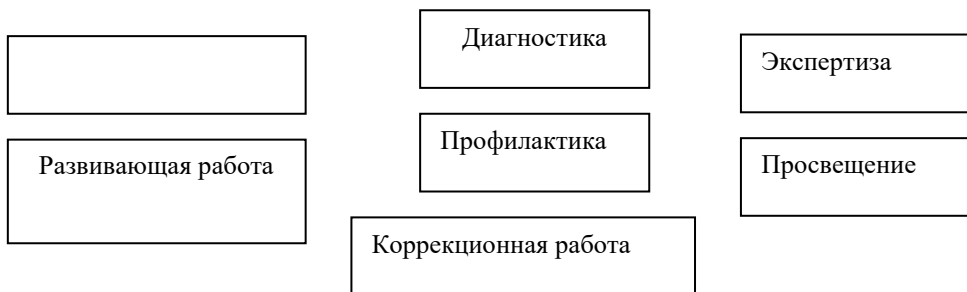 Диагностика
Экспертиза
Развивающая работа
Профилактика
Просвещение
Коррекционная работа